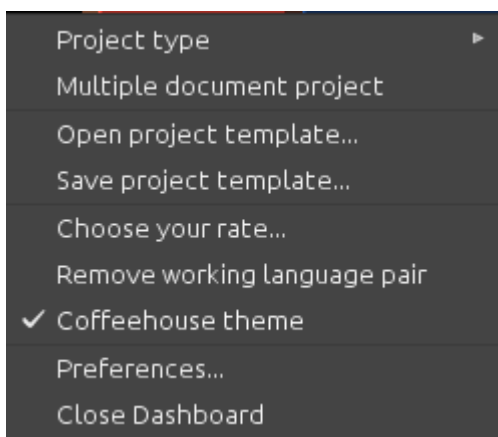 Project type
Multiple document project
Open project template...
Save project template...
Choose your rate...
Remove working language pair
Coffeehouse theme
Preferences...
Close Dashboard